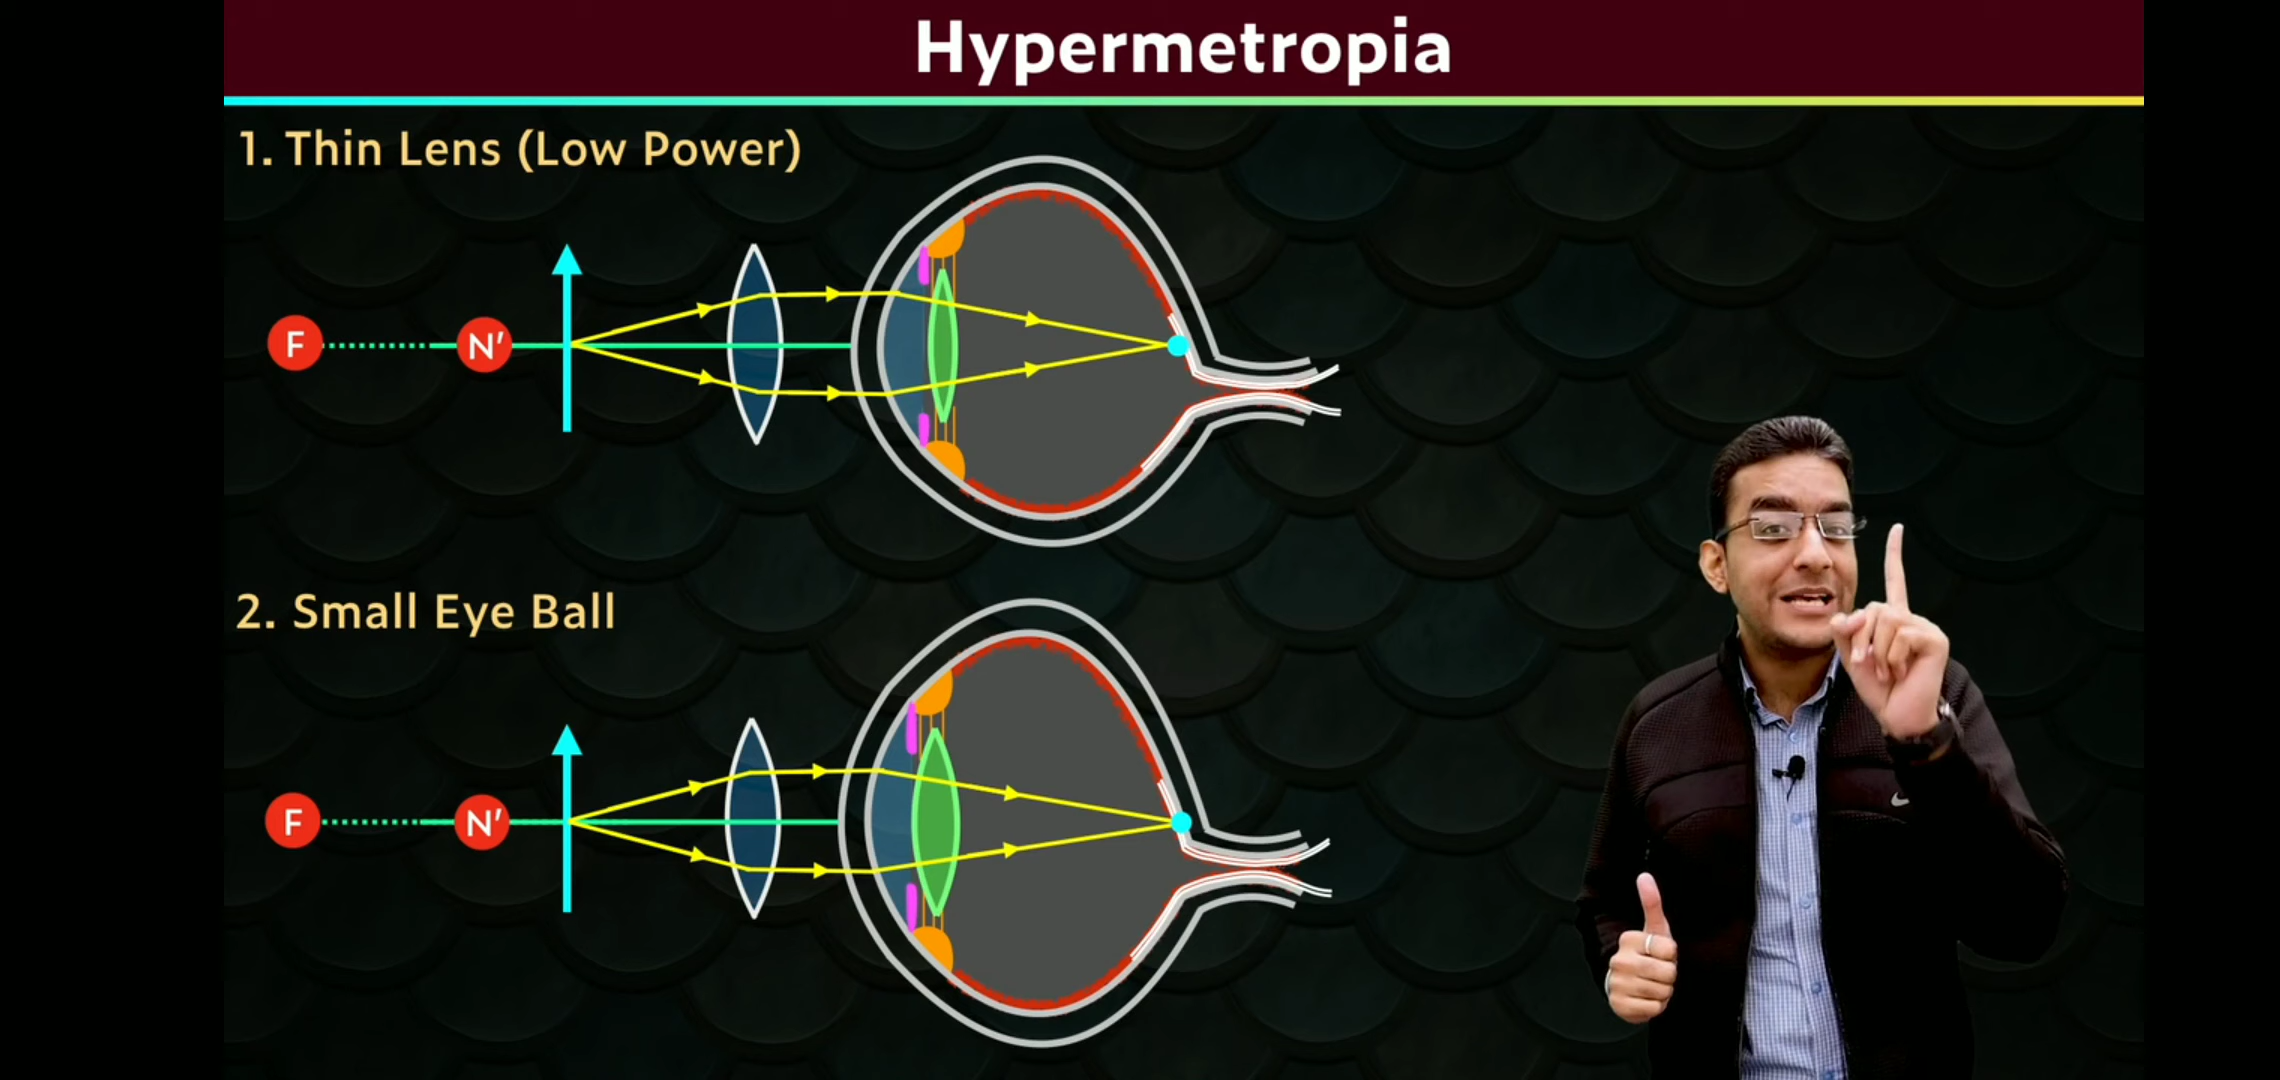 Hypermetropia
1. Thin Lens (Low Power)
F N′
2. Small Eye Ball
F N′